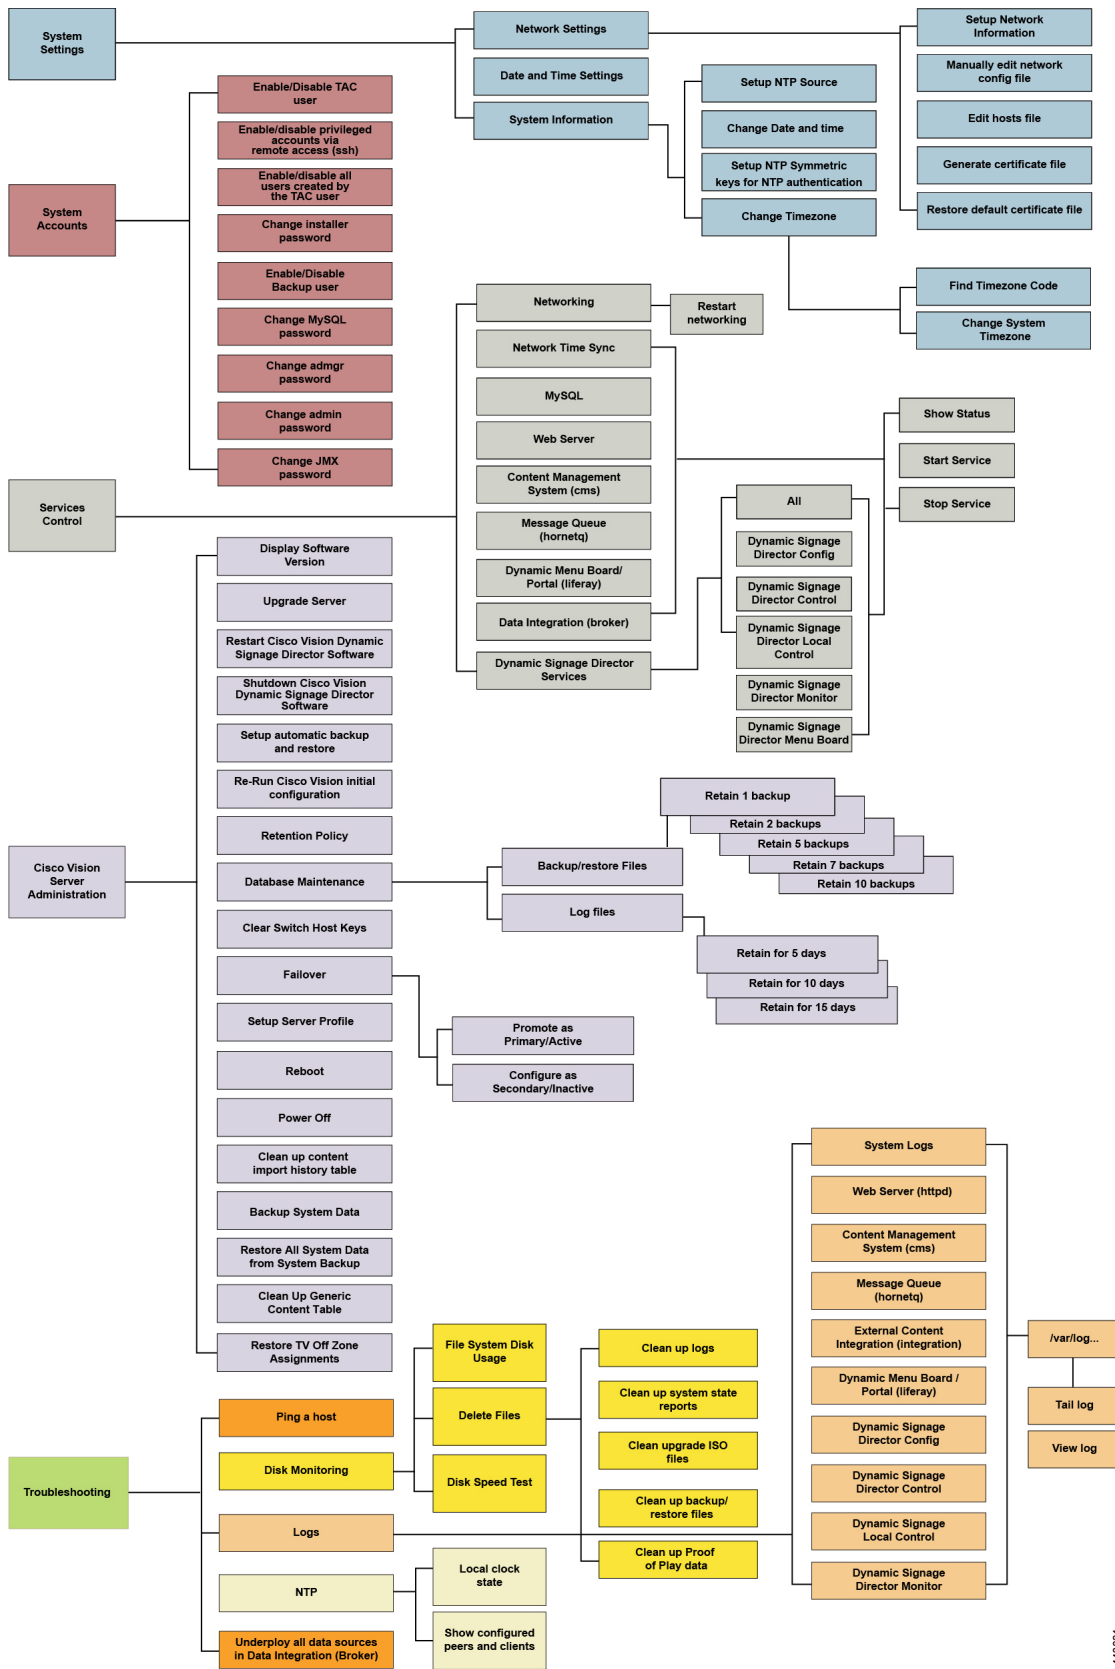 System
Settings
Network Settings
Date and Time Settings
System Information
Setup Network
Information
Manually edit network
config file
Edit hosts file
Generate certificate file
Restore default certificate file
Setup NTP Source
Change Date and time
Setup NTP Symmetric
keys for NTP authentication
Change Timezone
Find Timezone Code
Change System
Timezone
System
Accounts
Enable/Disable TAC
user
Enable/disable privileged
accounts via
remote access (ssh)
Enable/disable all
users created by
the TAC user
Change installer
password
Enable/Disable
Backup user
Change MySQL
password
Change admgr
password
Change admin
password
Change JMX
password
Services
Control
Networking
Restart
networking
Network Time Sync
MySQL
Web Server
Content Management
System (cms)
Message Queue
(hornetq)
Dynamic Menu Board/
Portal (liferay)
Data Integration (broker)
Dynamic Signage Director
Services
All
Dynamic Signage
Director Config
Dynamic Signage
Director Control
Dynamic Signage
Director Local
Control
Dynamic Signage
Director Monitor
Dynamic Signage
Director Menu Board
Show Status
Start Service
Stop Service
Cisco Vision
Server
Administration
Display Software
Version
Upgrade Server
Restart Cisco Vision Dynamic
Signage Director Software
Shutdown Cisco Vision
Dynamic Signage Director
Software
Setup automatic backup
and restore
Re-Run Cisco Vision initial
configuration
Retention Policy
Database Maintenance
Clear Switch Host Keys
Failover
Setup Server Profile
Reboot
Power Off
Clean up content
import history table
Backup System Data
Restore All System Data
from System Backup
Clean Up Generic
Content Table
Restore TV Off Zone
Assignments
Backup/restore Files
Log files
Retain 1 backup
Retain 2 backups
Retain 5 backups
Retain 7 backups
Retain 10 backups
Retain for 5 days
Retain for 10 days
Retain for 15 days
Promote as
Primary/Active
Configure as
Secondary/Inactive
Troubleshooting
Ping a host
Disk Monitoring
Logs
NTP
Underploy all data sources
in Data Integration (Broker)
File System Disk
Usage
Delete Files
Disk Speed Test
Local clock
state
Show configured
peers and clients
Clean up logs
Clean up system state
reports
Clean upgrade ISO
files
Clean up backup/
restore files
Clean up Proof
of Play data
System Logs
Web Server (httpd)
Content Management
System (cms)
Message Queue
(hornetq)
External Content
Integration (integration)
Dynamic Menu Board /
Portal (liferay)
Dynamic Signage
Director Config
Dynamic Signage
Director Control
Dynamic Signage
Local Control
Dynamic Signage
Director Monitor
/var/log...
Tail log
View log